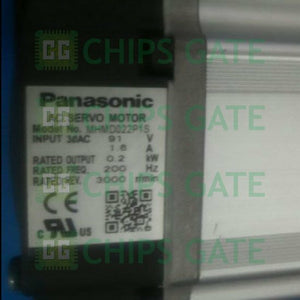 CHIPS GATE
Panasonic
AC SERVO MOTOR
Model No. MHMD022P1S
INPUT 3ØAC 91 V
1.6 A
RATED OUTPUT 0.2 kW
RATED FREQ. 200 Hz
RATED REV. 3000 r/min
CE
C US
CHIPS GATE